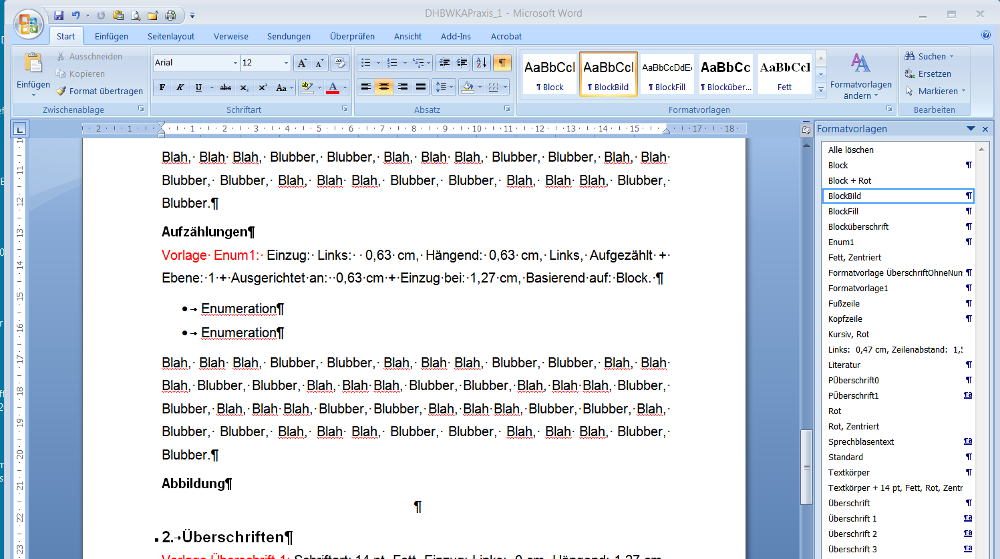 DHBWKAPraxis_1 - Microsoft Word
Start Einfügen Seitenlayout Verweise Sendungen Überprüfen Ansicht Add-Ins Acrobat
Einfügen
Ausschneiden
Kopieren
Format übertragen
Zwischenablage
Arial 12
F K U abc x₂ x² Aa
Schriftart
Absatz
AaBbCcI AaBbCcI AaBbCcDdE AaBbCc AaBbCcI
¶ Block ¶ BlockBild ¶ BlockFill ¶ Blocküber... Fett
Formatvorlagen
Formatvorlagen ändern
Suchen
Ersetzen
Markieren
Bearbeiten
L 2 1 1 2 3 4 5 6 7 8 9 10 11 12 13 14 15 17 18
11 12 13 14 15 16 17 18 19 20 21 22 23
Blah, Blah Blah, Blubber, Blubber, Blah, Blah Blah, Blubber, Blubber, Blah, Blah
Blubber, Blubber, Blah, Blah Blah, Blubber, Blubber, Blah, Blah Blah, Blubber,
Blubber.¶
Aufzählungen¶
Vorlage Enum1: Einzug: Links: 0,63 cm, Hängend: 0,63 cm, Links, Aufgezählt +
Ebene: 1 + Ausgerichtet an: 0,63 cm + Einzug bei: 1,27 cm, Basierend auf: Block. ¶
• → Enumeration¶
• → Enumeration¶
Blah, Blah Blah, Blubber, Blubber, Blah, Blah Blah, Blubber, Blubber, Blah, Blah
Blah, Blubber, Blubber, Blah, Blah Blah, Blubber, Blubber, Blah, Blah Blah, Blubber,
Blubber, Blah, Blah Blah, Blubber, Blubber, Blah, Blah Blah, Blubber, Blubber, Blah,
Blubber, Blubber, Blah, Blah Blah, Blubber, Blubber, Blah, Blah Blah, Blubber,
Blubber.¶
Abbildung¶
¶
2.→Überschriften¶
Vorlage Überschrift 1: Schriftart: 14 pt, Fett, Einzug: Links: 0 cm, Hängend: 1,27 cm,
Formatvorlagen
Alle löschen
Block ¶
Block + Rot
BlockBild ¶
BlockFill ¶
Blocküberschrift ¶
Enum1 ¶
Fett, Zentriert
Formatvorlage ÜberschriftOhneNum ¶
Formatvorlage1 ¶
Fußzeile ¶
Kopfzeile ¶
Kursiv, Rot
Links: 0,47 cm, Zeilenabstand: 1,5
Literatur ¶
PÜberschrift0 ¶
PÜberschrift1 ¶a
Rot
Rot, Zentriert
Sprechblasentext ¶a
Standard ¶
Textkörper ¶
Textkörper + 14 pt, Fett, Rot, Zentr
Überschrift ¶
Überschrift 1 ¶a
Überschrift 2 ¶a
Überschrift 3 ¶a